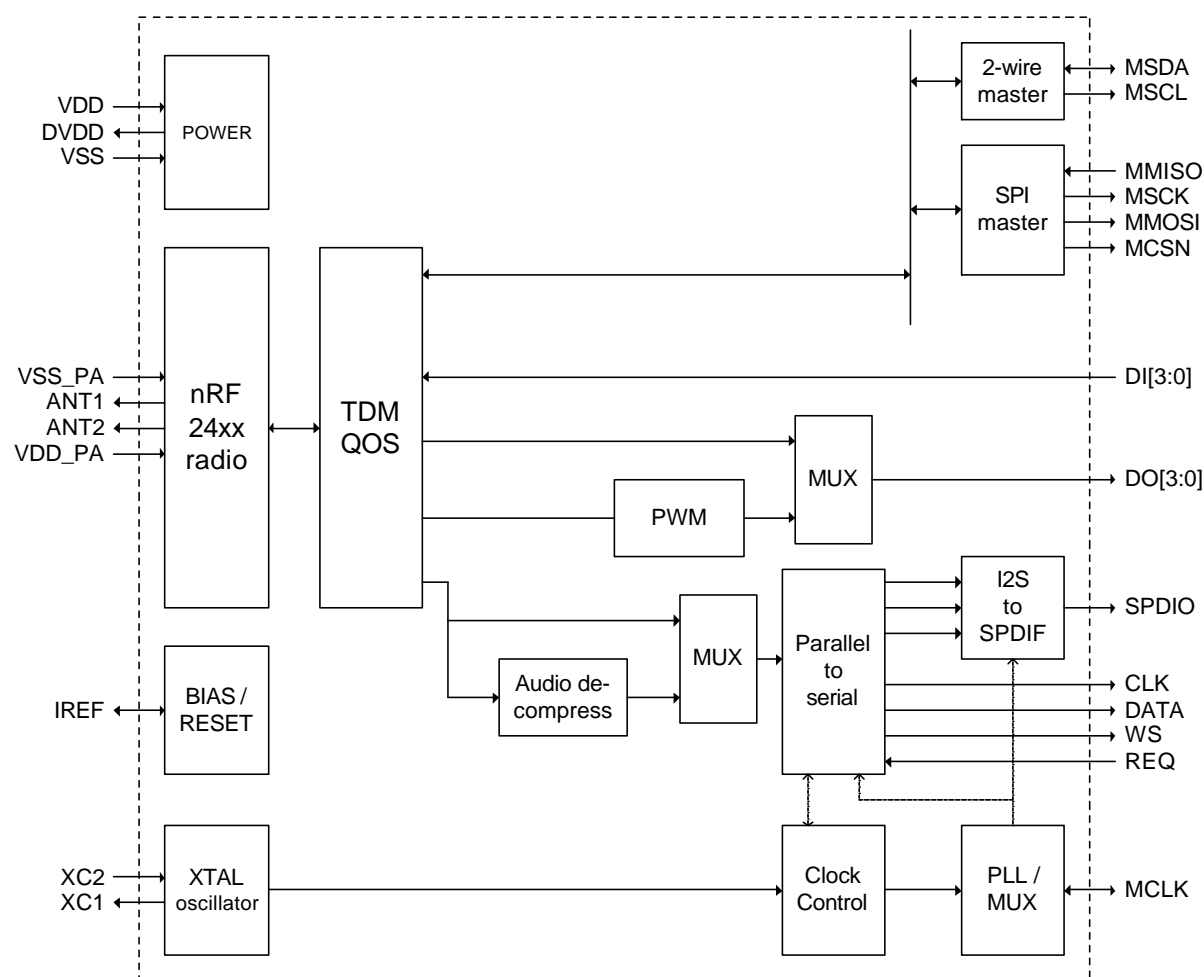 VDD
DVDD
VSS
POWER
2-wire
master
MSDA
MSCL
SPI
master
MMISO
MSCK
MMOSI
MCSN
VSS_PA
ANT1
ANT2
VDD_PA
nRF
24xx
radio
TDM
QOS
DI[3:0]
MUX
DO[3:0]
PWM
I2S
to
SPDIF
SPDIO
MUX
Parallel
to
serial
Audio de-
compress
CLK
DATA
WS
REQ
IREF
BIAS /
RESET
XC2
XC1
XTAL
oscillator
Clock
Control
PLL /
MUX
MCLK